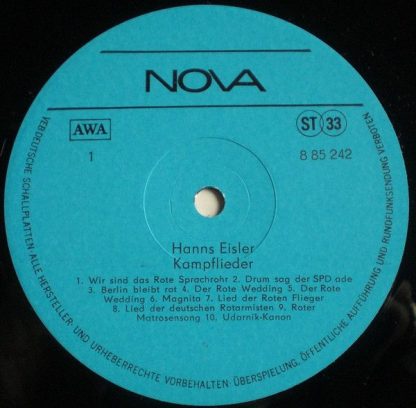 NOVA
AWA
ST 33
1
8 85 242
Hanns Eisler
Kampflieder
1. Wir sind das Rote Sprachrohr 2. Drum sag der SPD ade
3. Berlin bleibt rot 4. Der Rote Wedding 5. Der Rote
Wedding 6. Magnita 7. Lied der Roten Flieger
8. Lied der deutschen Rotarmisten 9. Roter
Matrosensong 10. Udarnik-Kanon
VEB DEUTSCHE SCHALLPLATTEN ALLE HERSTELLER- UND URHEBERRECHTE VORBEHALTEN. ÜBERSPIELUNG, ÖFFENTLICHE AUFFÜHRUNG UND RUNDFUNKSENDUNG VERBOTEN